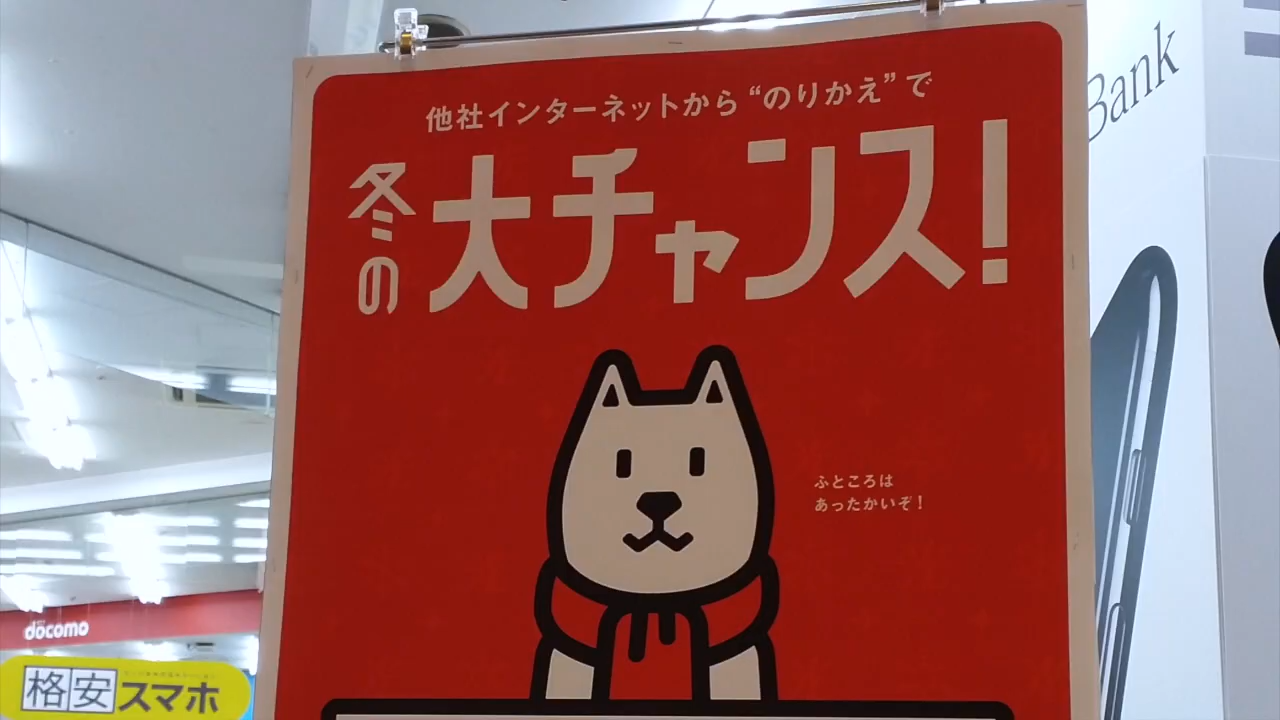 他社インターネットから“のりかえ”で
冬の
大チャンス!
ふところは
あったかいぞ!
Bank
docomo
格安スマホ